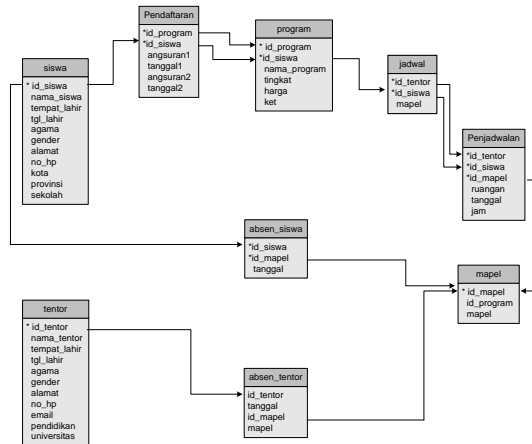 Pendaftaran
*id_program
*id_siswa
angsuran1
tanggal1
angsuran2
tanggal2
program
* id_program
*id_siswa
nama_program
tingkat
harga
ket
siswa
* id_siswa
nama_siswa
tempat_lahir
tgl_lahir
agama
gender
alamat
no_hp
kota
provinsi
sekolah
jadwal
*id_tentor
*id_siswa
mapel
Penjadwalan
*id_tentor
*id_siswa
*id_mapel
ruangan
tanggal
jam
absen_siswa
*id_siswa
*id_mapel
tanggal
mapel
* id_mapel
id_program
mapel
tentor
* id_tentor
nama_tentor
tempat_lahir
tgl_lahir
agama
gender
alamat
no_hp
email
pendidikan
universitas
absen_tentor
id_tentor
tanggal
id_mapel
mapel